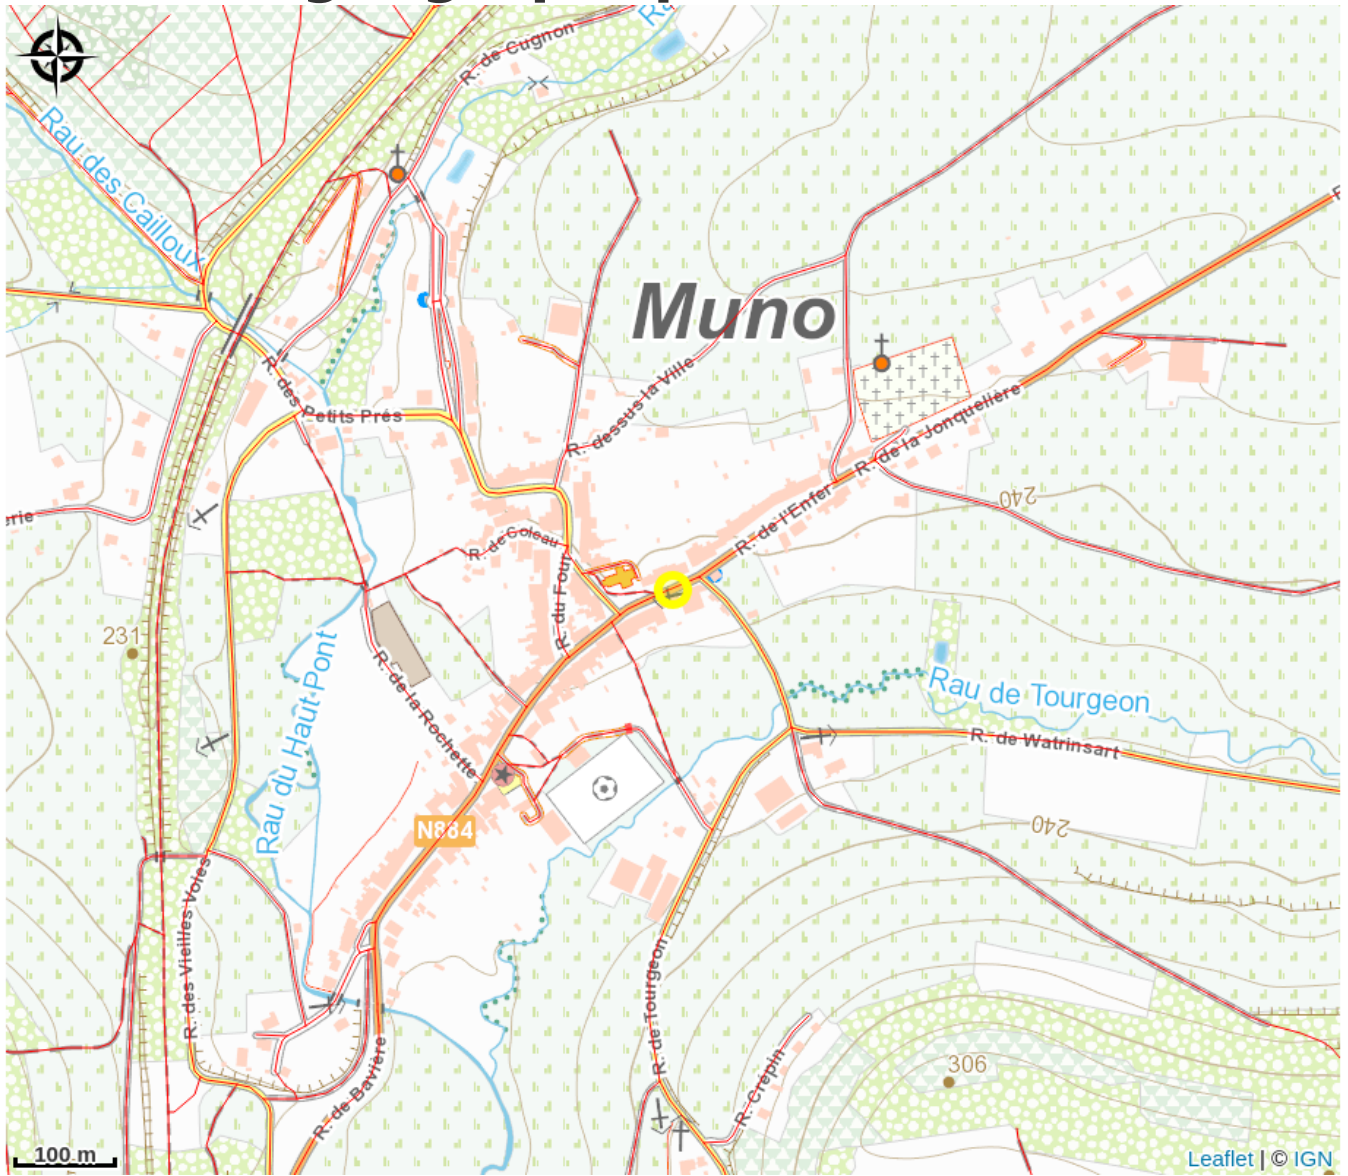 R. de Cugnon
Rau des Cailloux
Muno
R. des
Petits Prés
R. dessus la Ville
R. de la Jonquelière
erie
R. de l'Enfer
240
R. de Coleau
R. du Four
231
Rau du Haut-Pont
R. de la Rochette
Rau de Tourgeon
R. de Watrinsart
N884
240
R. des Vieilles Voies
R. de Tourgeon
R. de Bavière
R. Crépin
306
100 m
Leaflet | © IGN